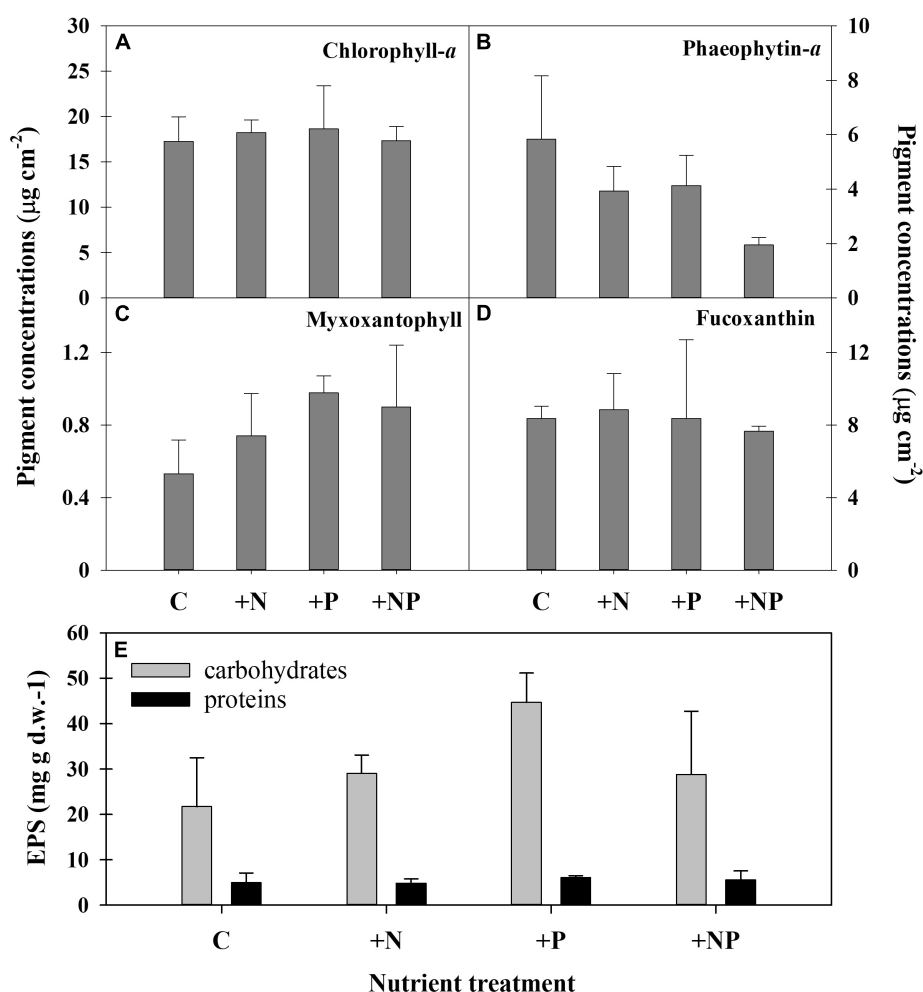 A
Chlorophyll-a
30
25
20
15
10
5
0
B
Phaeophytin-a
10
8
6
4
2
0
Pigment concentrations (µg cm-2)
Pigment concentrations (µg cm-2)
C
Myxoxantophyll
1.2
0.8
0.4
0
D
Fucoxanthin
12
8
4
0
C +N +P +NP
C +N +P +NP
E
carbohydrates
proteins
60
50
40
30
20
10
0
EPS (mg g d.w.-1)
C +N +P +NP
Nutrient treatment